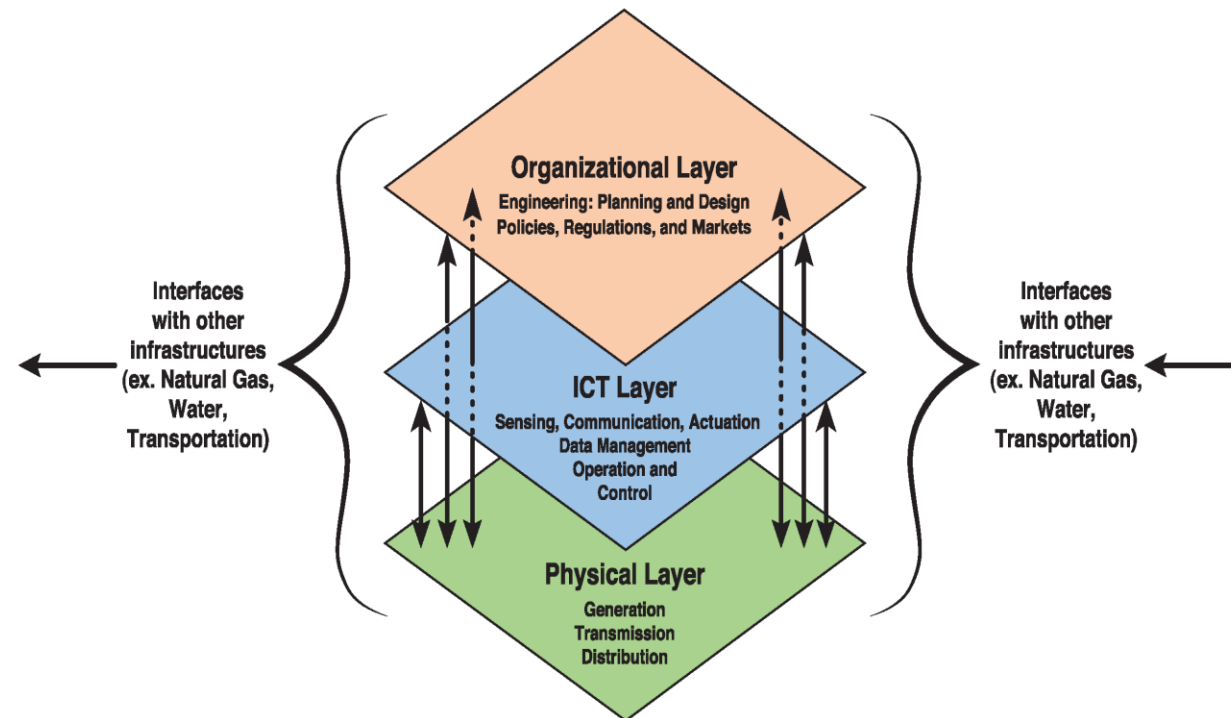 Organizational Layer
Engineering: Planning and Design
Policies, Regulations, and Markets
Interfaces
with other
infrastructures
(ex. Natural Gas,
Water,
Transportation)
ICT Layer
Sensing, Communication, Actuation
Data Management
Operation and
Control
Interfaces
with other
infrastructures
(ex. Natural Gas,
Water,
Transportation)
Physical Layer
Generation
Transmission
Distribution